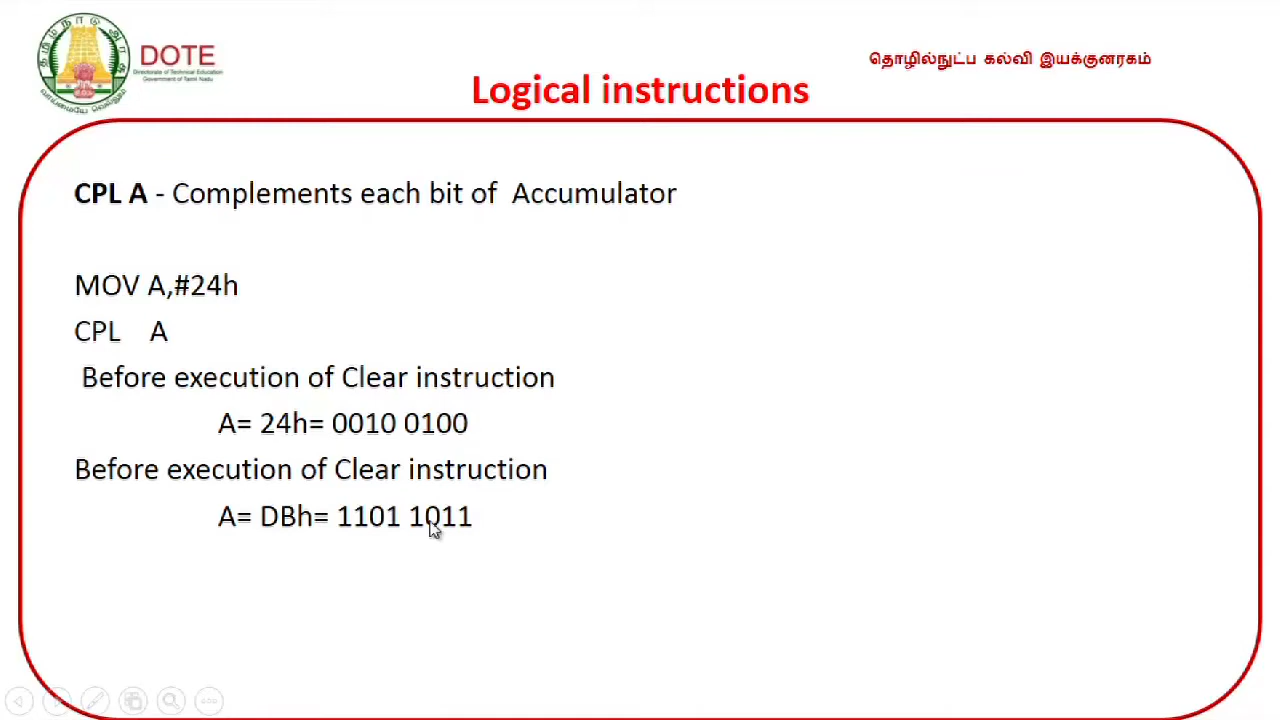 DOTE
Directorate of Technical Education
Government of Tamil Nadu
தொழில்நுட்ப கல்வி இயக்குனரகம்
Logical instructions
CPL A - Complements each bit of Accumulator
MOV A,#24h
CPL A
Before execution of Clear instruction
A= 24h= 0010 0100
Before execution of Clear instruction
A= DBh= 1101 1011